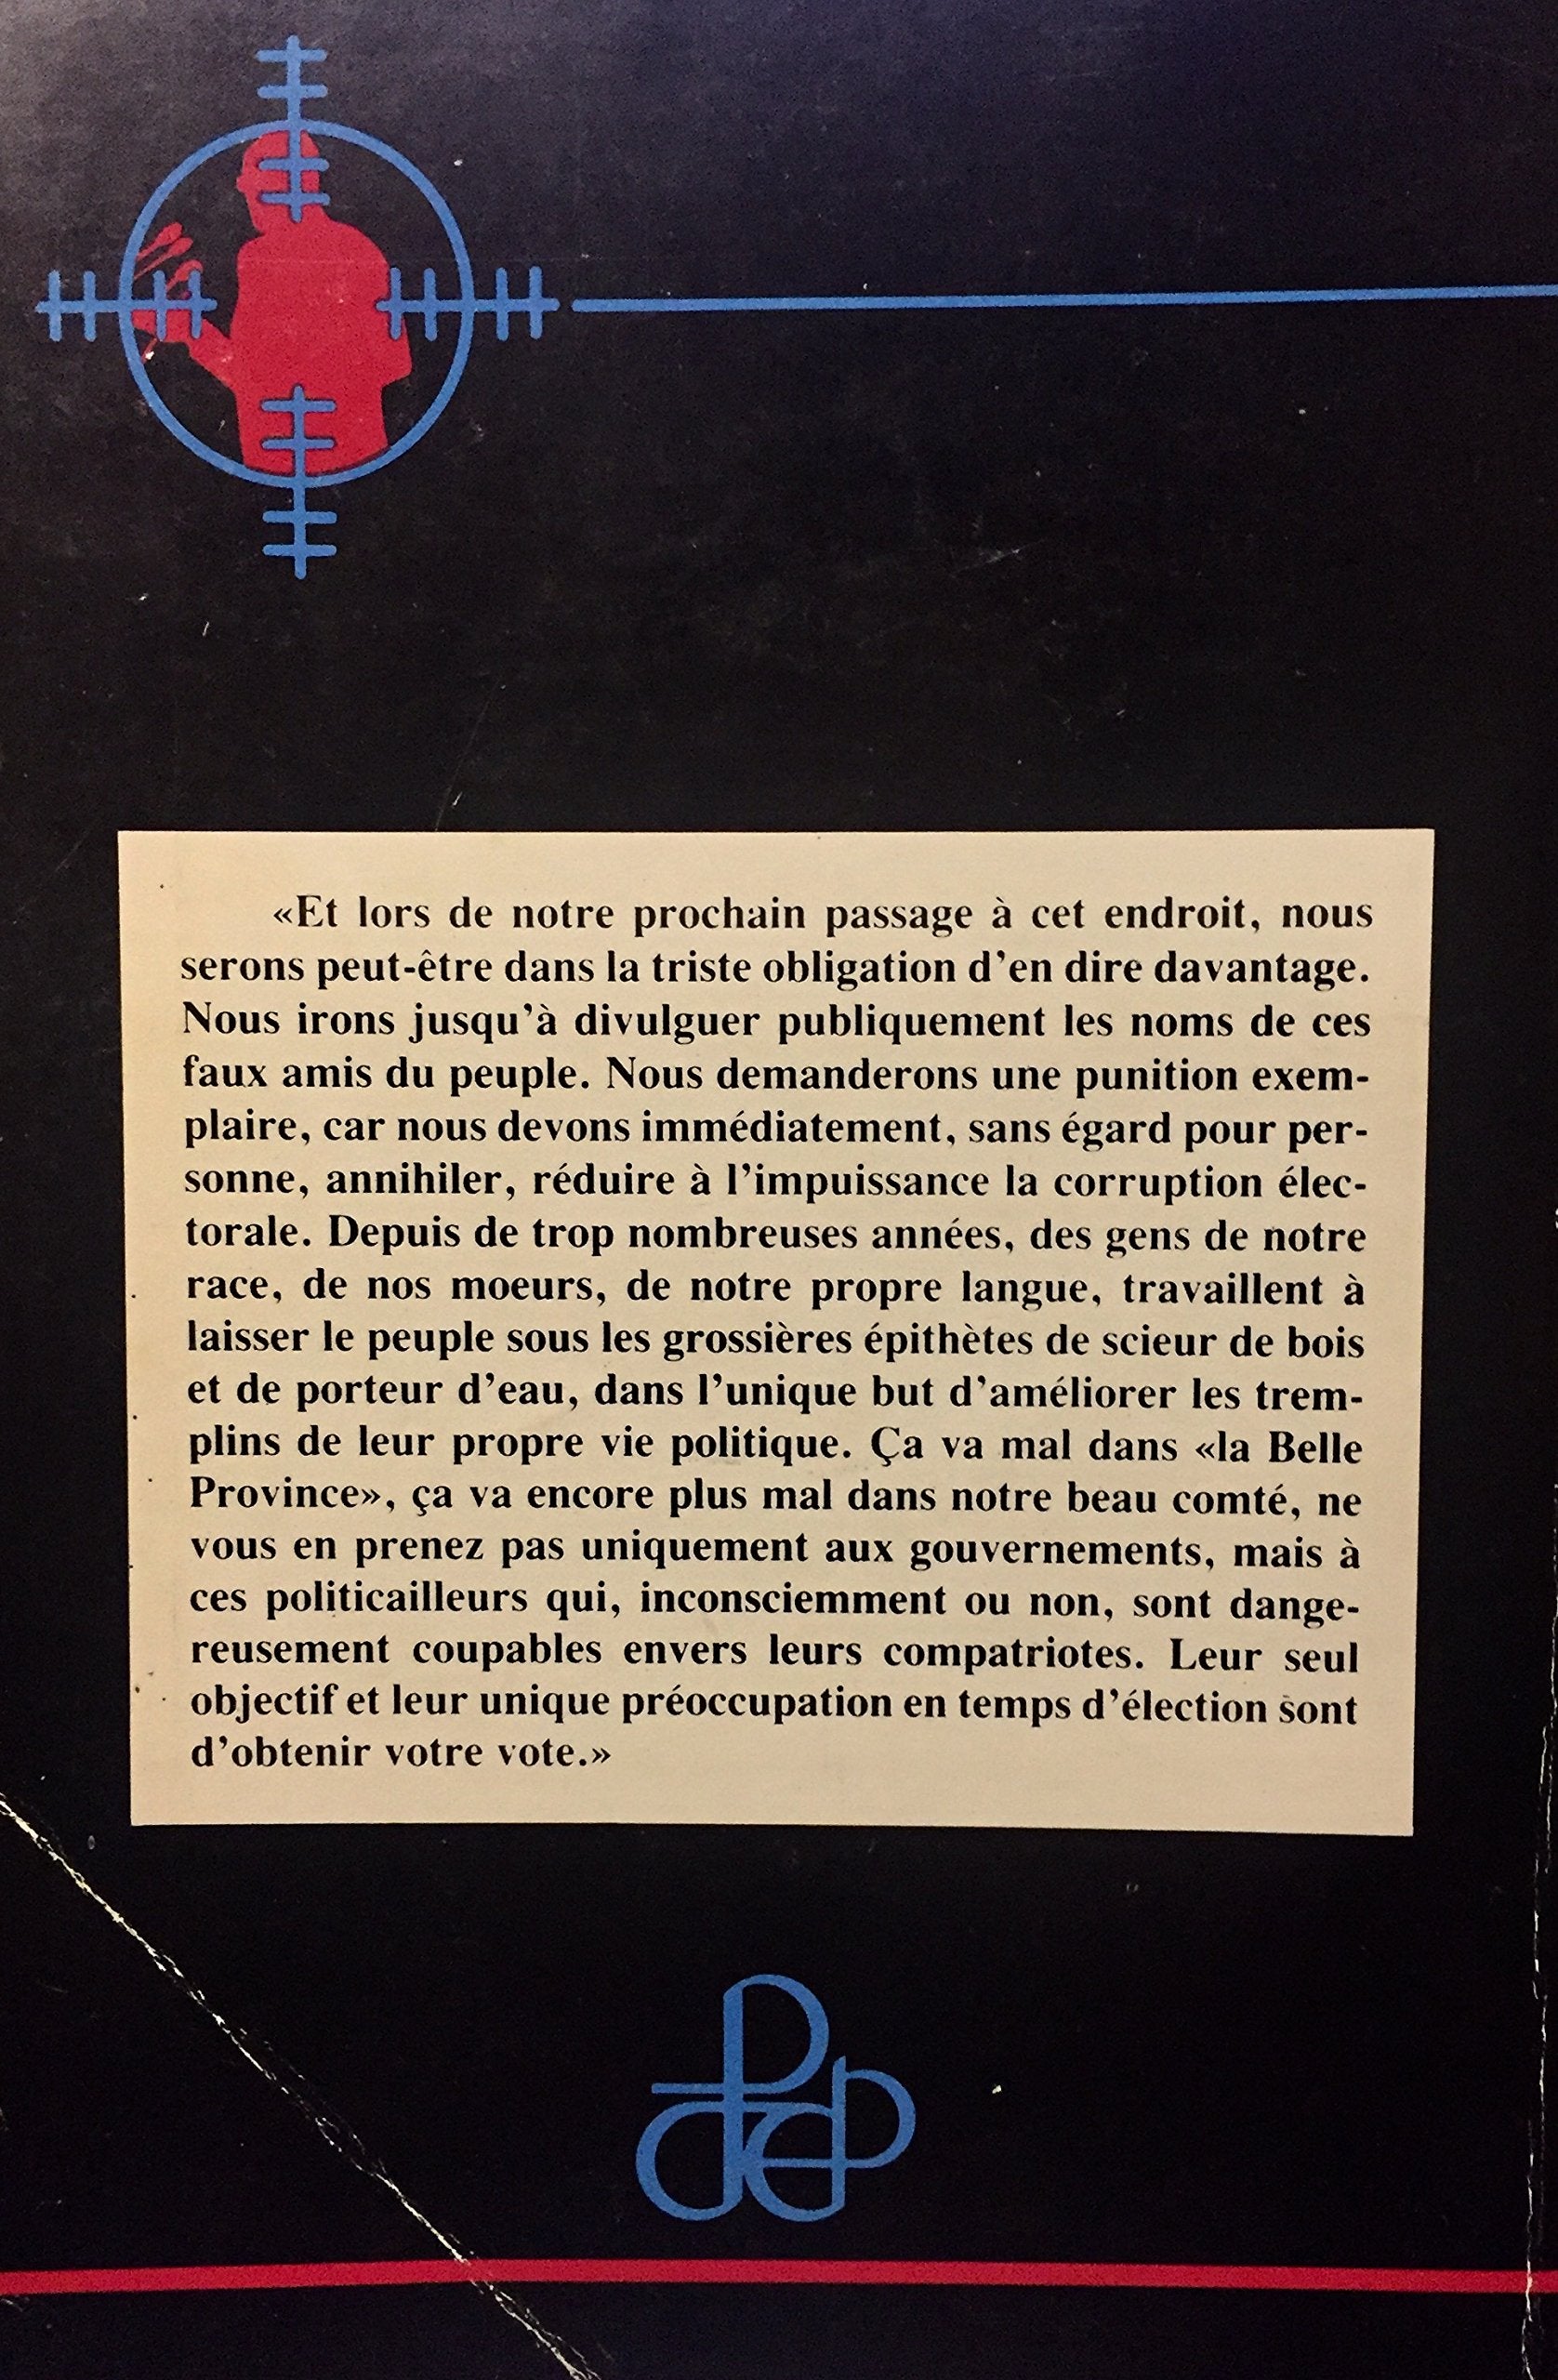 «Et lors de notre prochain passage à cet endroit, nous
serons peut-être dans la triste obligation d'en dire davantage.
Nous irons jusqu'à divulguer publiquement les noms de ces
faux amis du peuple. Nous demanderons une punition exem-
plaire, car nous devons immédiatement, sans égard pour per-
sonne, annihiler, réduire à l'impuissance la corruption élec-
torale. Depuis de trop nombreuses années, des gens de notre
race, de nos moeurs, de notre propre langue, travaillent à
laisser le peuple sous les grossières épithètes de scieur de bois
et de porteur d'eau, dans l'unique but d'améliorer les trem-
plins de leur propre vie politique. Ça va mal dans «la Belle
Province», ça va encore plus mal dans notre beau comté, ne
vous en prenez pas uniquement aux gouvernements, mais à
ces politicailleurs qui, inconsciemment ou non, sont dange-
reusement coupables envers leurs compatriotes. Leur seul
objectif et leur unique préoccupation en temps d'élection sont
d'obtenir votre vote.»